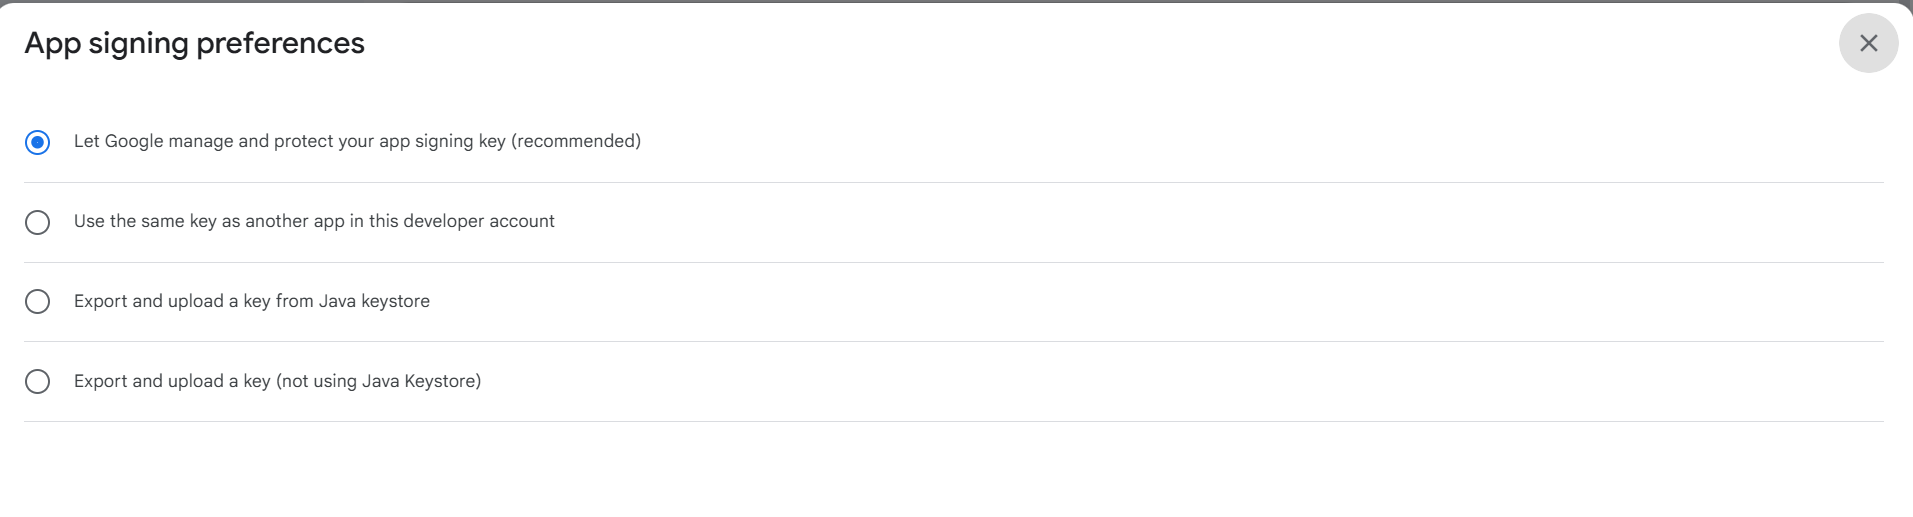 App signing preferences
Let Google manage and protect your app signing key (recommended)
Use the same key as another app in this developer account
Export and upload a key from Java keystore
Export and upload a key (not using Java Keystore)